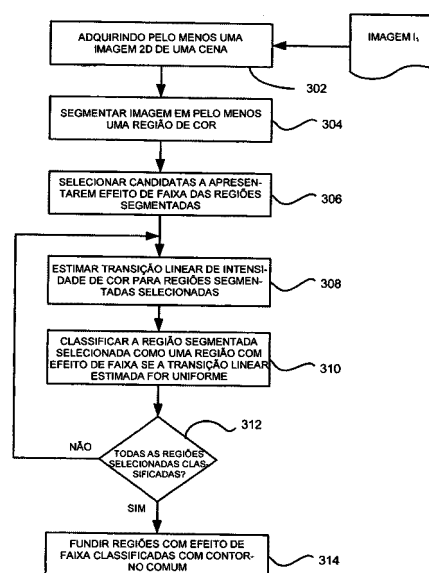 ADQUIRINDO PELO MENOS UMA
IMAGEM 2D DE UMA CENA
IMAGEM I₁
302
SEGMENTAR IMAGEM EM PELO MENOS
UMA REGIÃO DE COR
304
SELECIONAR CANDIDATAS A APRESEN-
TAREM EFEITO DE FAIXA DAS REGIÕES
SEGMENTADAS
306
ESTIMAR TRANSIÇÃO LINEAR DE INTENSI-
DADE DE COR PARA REGIÕES SEGMEN-
TADAS SELECIONADAS
308
CLASSIFICAR A REGIÃO SEGMENTADA
SELECIONADA COMO UMA REGIÃO COM
EFEITO DE FAIXA SE A TRANSIÇÃO LINEAR
ESTIMADA FOR UNIFORME
310
312
NÃO
TODAS AS REGIÕES
SELECIONADAS CLAS-
SIFICADAS?
SIM
FUNDIR REGIÕES COM EFEITO DE
FAIXA CLASSIFICADAS COM CONTOR-
NO COMUM
314